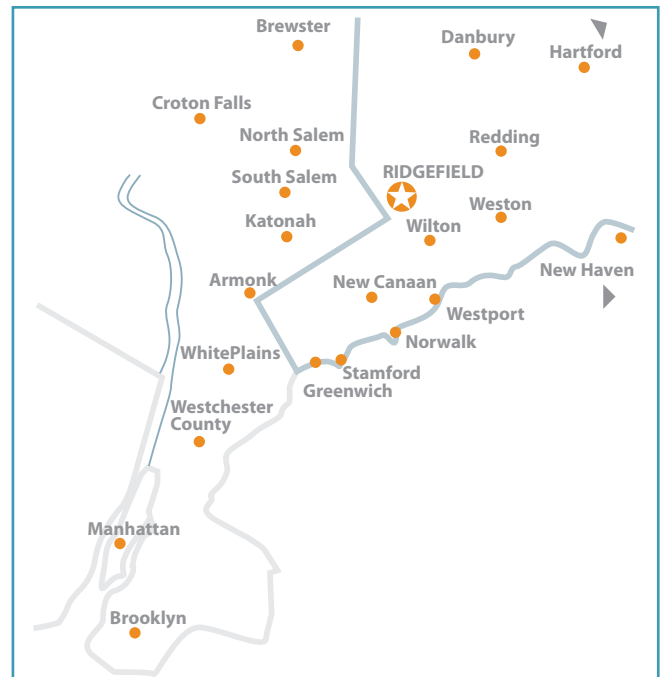 Brewster
Danbury
Hartford
Croton Falls
North Salem
Redding
South Salem
RIDGEFIELD
Weston
Katonah
Wilton
New Haven
Armonk
New Canaan
Westport
Norwalk
WhitePlains
Stamford
Greenwich
Westchester
County
Manhattan
Brooklyn